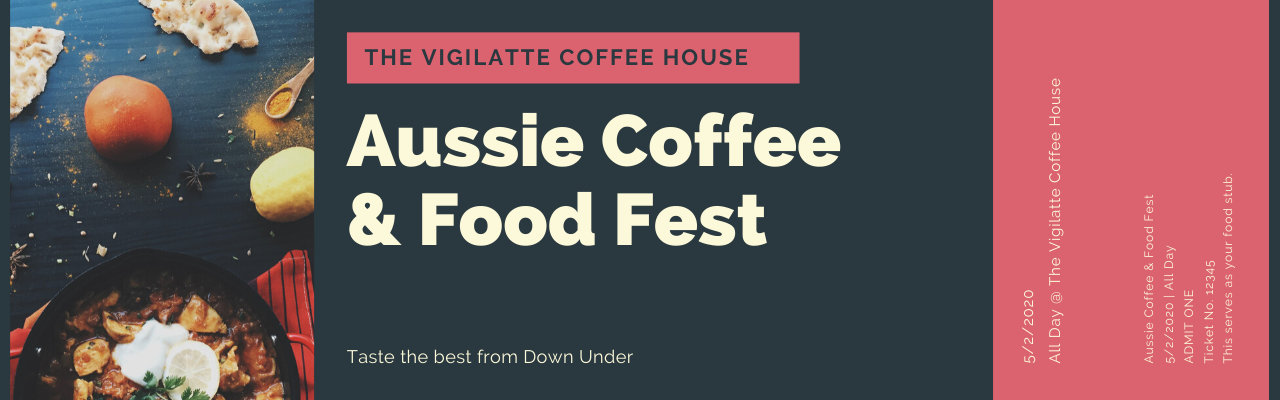 THE VIGILATTE COFFEE HOUSE
Aussie Coffee
& Food Fest
Taste the best from Down Under
5/2/2020
All Day @ The Vigilatte Coffee House
Aussie Coffee & Food Fest
5/2/2020 | All Day
ADMIT ONE
Ticket No. 12345
This serves as your food stub.